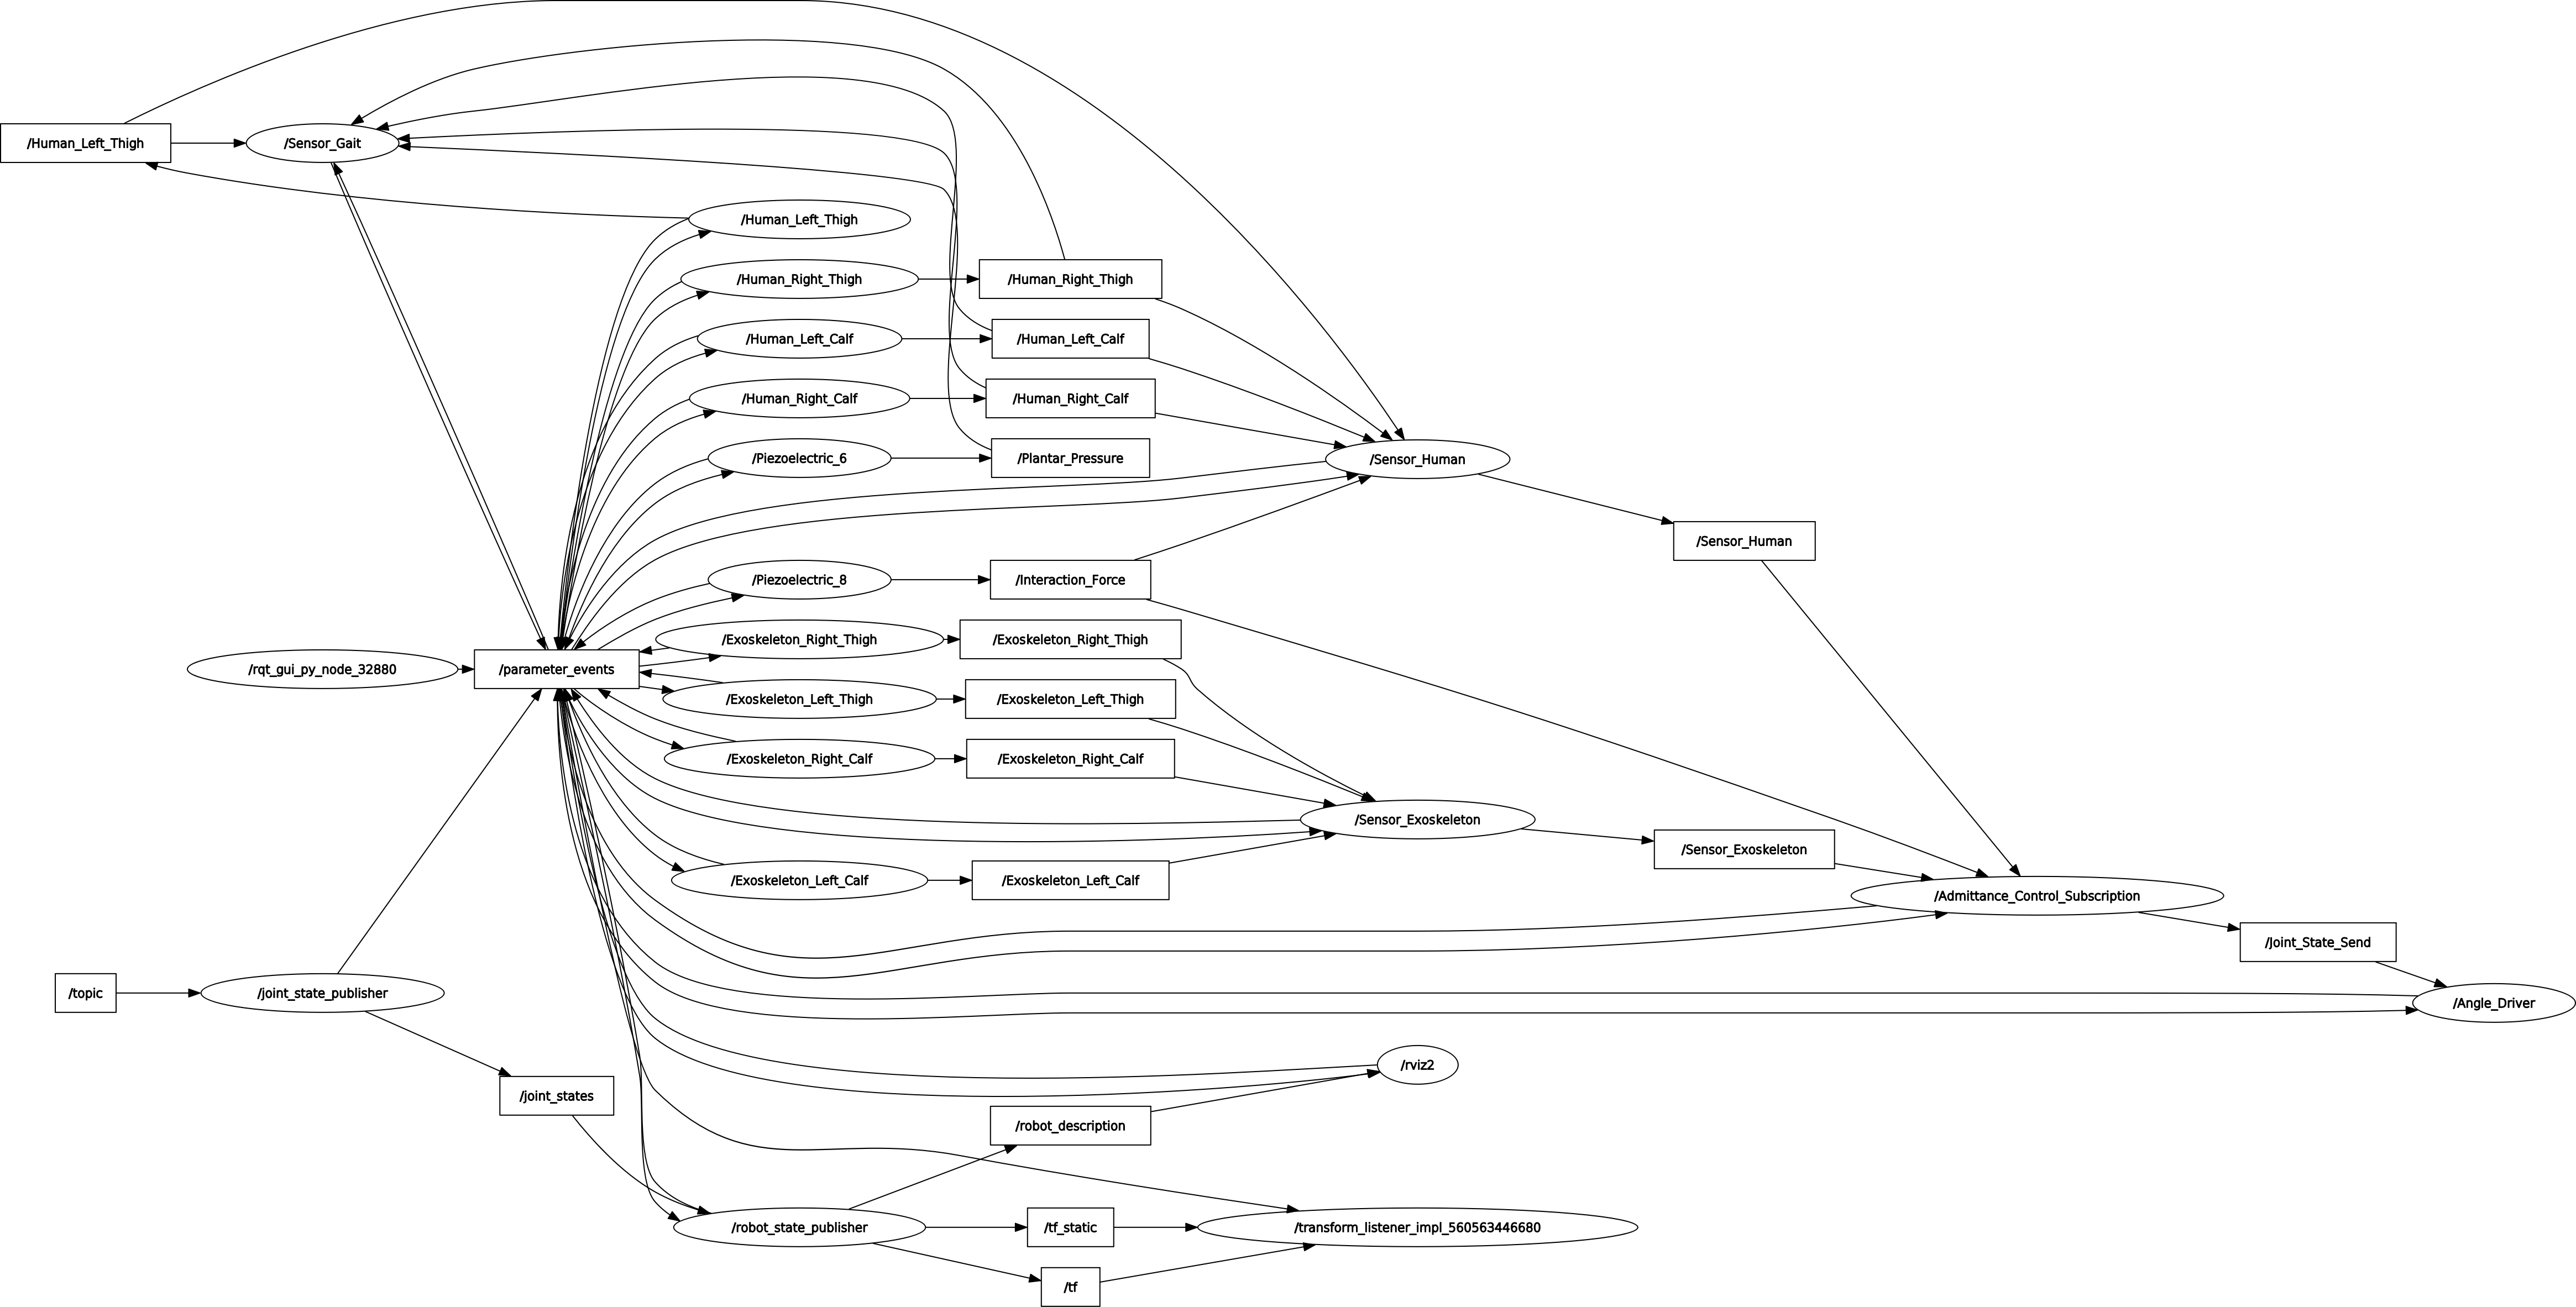 /Human_Left_Thigh
/Sensor_Gait
/Human_Left_Thigh
/Human_Right_Thigh
/Human_Right_Thigh
/Human_Left_Calf
/Human_Left_Calf
/Human_Right_Calf
/Human_Right_Calf
/Piezoelectric_6
/Plantar_Pressure
/Sensor_Human
/Sensor_Human
/Piezoelectric_8
/Interaction_Force
/Exoskeleton_Right_Thigh
/Exoskeleton_Right_Thigh
/rqt_gui_py_node_32880
/parameter_events
/Exoskeleton_Left_Thigh
/Exoskeleton_Left_Thigh
/Exoskeleton_Right_Calf
/Exoskeleton_Right_Calf
/Sensor_Exoskeleton
/Sensor_Exoskeleton
/Exoskeleton_Left_Calf
/Exoskeleton_Left_Calf
/Admittance_Control_Subscription
/Joint_State_Send
/topic
/joint_state_publisher
/Angle_Driver
/rviz2
/joint_states
/robot_description
/robot_state_publisher
/tf_static
/transform_listener_impl_560563446680
/tf